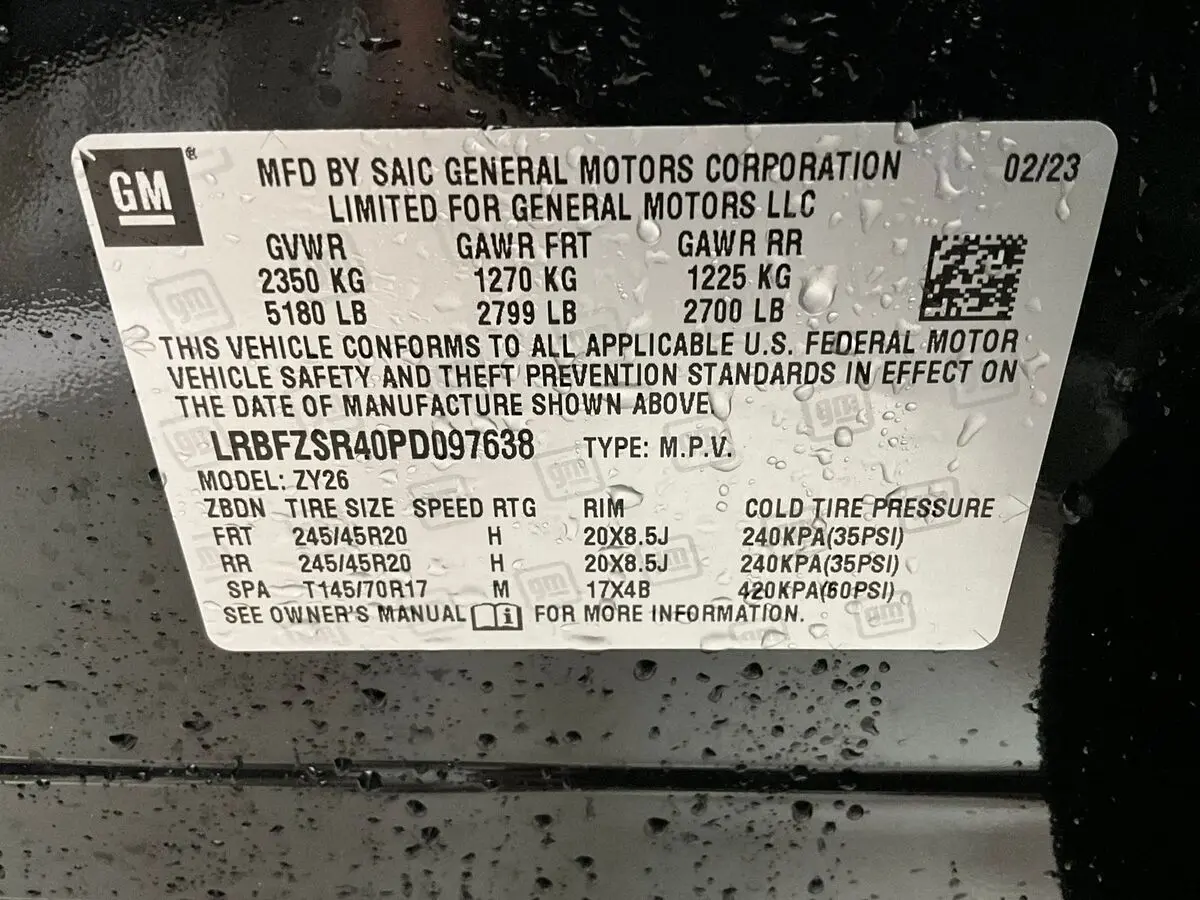 GM ® MFD BY SAIC GENERAL MOTORS CORPORATION 02/23
LIMITED FOR GENERAL MOTORS LLC
GVWR GAWR FRT GAWR RR
2350 KG 1270 KG 1225 KG
5180 LB 2799 LB 2700 LB
THIS VEHICLE CONFORMS TO ALL APPLICABLE U.S. FEDERAL MOTOR
VEHICLE SAFETY AND THEFT PREVENTION STANDARDS IN EFFECT ON
THE DATE OF MANUFACTURE SHOWN ABOVE.
LRBFZSR40PD097638 TYPE: M.P.V.
MODEL: ZY26
ZBDN TIRE SIZE SPEED RTG RIM COLD TIRE PRESSURE
FRT 245/45R20 H 20X8.5J 240KPA(35PSI)
RR 245/45R20 H 20X8.5J 240KPA(35PSI)
SPA T145/70R17 M 17X4B 420KPA(60PSI)
SEE OWNER'S MANUAL i FOR MORE INFORMATION.